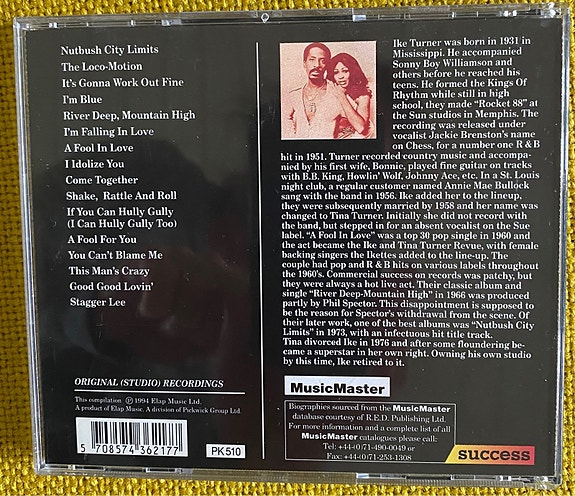 Nutbush City Limits
The Loco-Motion
It's Gonna Work Out Fine
I'm Blue
River Deep, Mountain High
I'm Falling In Love
A Fool In Love
I Idolize You
Come Together
Shake, Rattle And Roll
If You Can Hully Gully
(I Can Hully Gully Too)
A Fool For You
You Can't Blame Me
This Man's Crazy
Good Good Lovin'
Stagger Lee
ORIGINAL (STUDIO) RECORDINGS
This compilation ℗ 1994 Elap Music Ltd.
A product of Elap Music. A division of Pickwick Group Ltd.
5 708574 362177
PK 510
Ike Turner was born in 1931 in
Mississippi. He accompanied
Sonny Boy Williamson and
others before he reached his
teens. He formed the Kings Of
Rhythm while still in high
school, they made "Rocket 88" at
the Sun studios in Memphis. The
recording was released under
vocalist Jackie Brenston's name
on Chess, for a number one R & B
hit in 1951. Turner recorded country music and accompa-
nied by his first wife, Bonnie, played fine guitar on tracks
with B.B. King, Howlin' Wolf, Johnny Ace, etc. In a St. Louis
night club, a regular customer named Annie Mae Bullock
sang with the band in 1956. Ike added her to the lineup,
they were subsequently married by 1958 and her name was
changed to Tina Turner. Initially she did not record with
the band, but stepped in for an absent vocalist on the Sue
label. "A Fool In Love" was a top 30 pop single in 1960 and
the act became the Ike and Tina Turner Revue, with female
backing singers the Ikettes added to the line-up. The
couple had pop and R & B hits on various labels throughout
the 1960's. Commercial success on records was patchy, but
they were always a hot live act. Their classic album and
single "River Deep-Mountain High" in 1966 was produced
partly by Phil Spector. This disappointment is supposed to
be the reason for Spector's withdrawal from the scene. Of
their later work, one of the best albums was "Nutbush City
Limits" in 1973, with an infectuous hit title track.
Tina divorced Ike in 1976 and after some floundering be-
came a superstar in her own right. Owning his own studio
by this time, Ike retired to it.
MusicMaster
Biographies sourced from the MusicMaster
database courtesy of R.E.D. Publishing Ltd.
For more information and a complete list of all
MusicMaster catalogues please call:
Tel: +44-(0)71-490-0049 or
Fax: +44-(0)71-253-1308
success